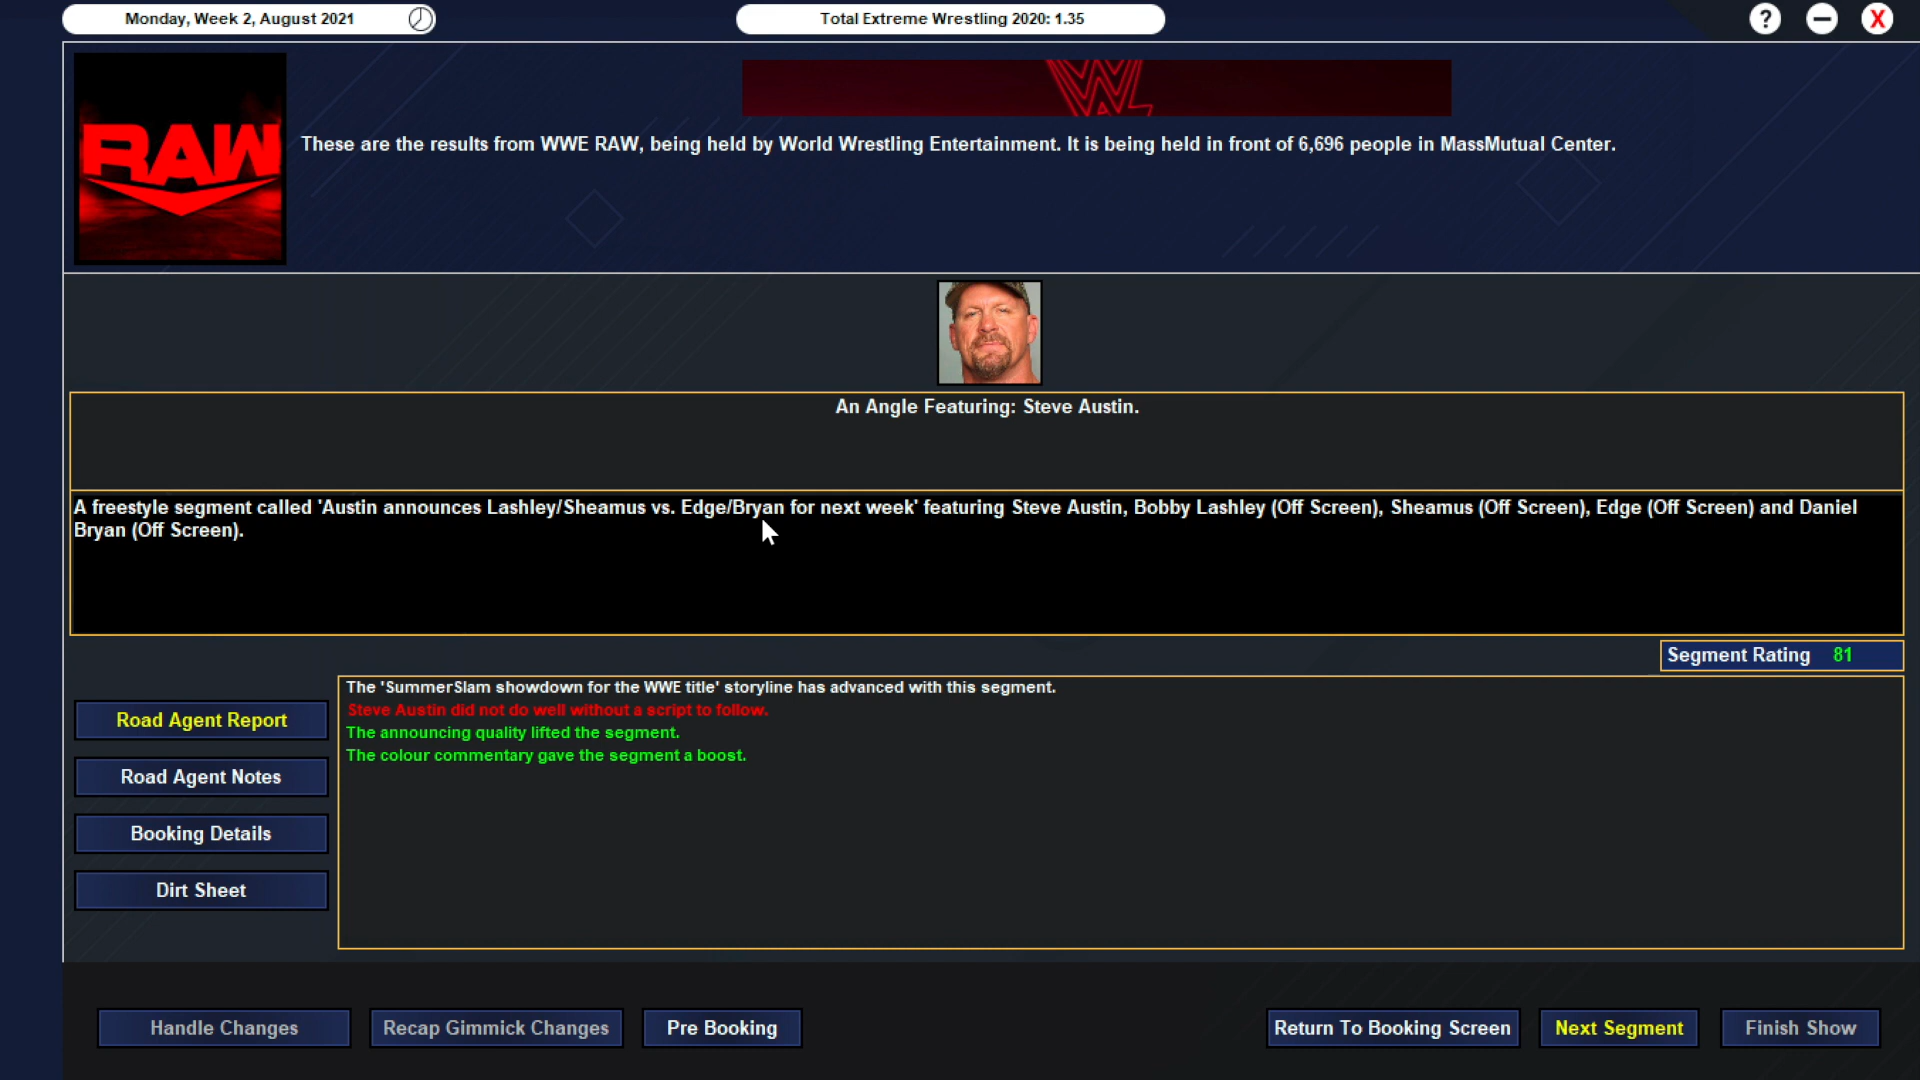 Monday, Week 2, August 2021
Total Extreme Wrestling 2020: 1.35
?
X
RAW
These are the results from WWE RAW, being held by World Wrestling Entertainment. It is being held in front of 6,696 people in MassMutual Center.
An Angle Featuring: Steve Austin.
A freestyle segment called 'Austin announces Lashley/Sheamus vs. Edge/Bryan for next week' featuring Steve Austin, Bobby Lashley (Off Screen), Sheamus (Off Screen), Edge (Off Screen) and Daniel
Bryan (Off Screen).
Segment Rating 81
The 'SummerSlam showdown for the WWE title' storyline has advanced with this segment.
Steve Austin did not do well without a script to follow.
The announcing quality lifted the segment.
The colour commentary gave the segment a boost.
Road Agent Report
Road Agent Notes
Booking Details
Dirt Sheet
Handle Changes
Recap Gimmick Changes
Pre Booking
Return To Booking Screen
Next Segment
Finish Show